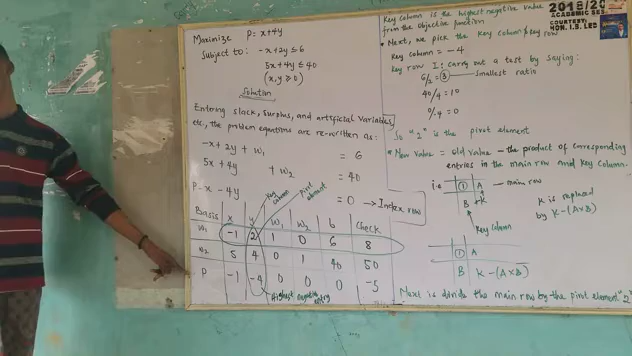 Maximize P: x+4y
Subject to: -x+2y ≤ 6
5x+4y ≤ 40
(x,y ≥ 0)
Solution
Entering slack, surplus, and artificial variables,
etc., the problem equations are re-written as:
-x + 2y + w₁ = 6
5x + 4y + w₂ = 40
P - x - 4y = 0 → Index row
key column
pivot element
Basis x y w₁ w₂ b Check
w₁ -1 2 1 0 6 8
w₂ 5 4 0 1 40 50
P -1 -4 0 0 0 -5
Highest negative entry
Key column is the highest negative value
from the objective function
• Next, we pick the key column & key row
Key column = -4
Key row I: carry out a test by saying:
6/2 = 3 smallest ratio
40/4 = 10
0/-4 = 0
So "2" is the pivot element
• New value = old value - the product of corresponding
entries in the main row and key column.
i.e 1 A main row
B K
K is replaced
by K-(A×B)
Key column
1 A
B K-(A×B)
Next is divide the main row by the pivot element "2"
2018/20
ACADEMIC SES
COURTESY:
HON. I.S. LEO